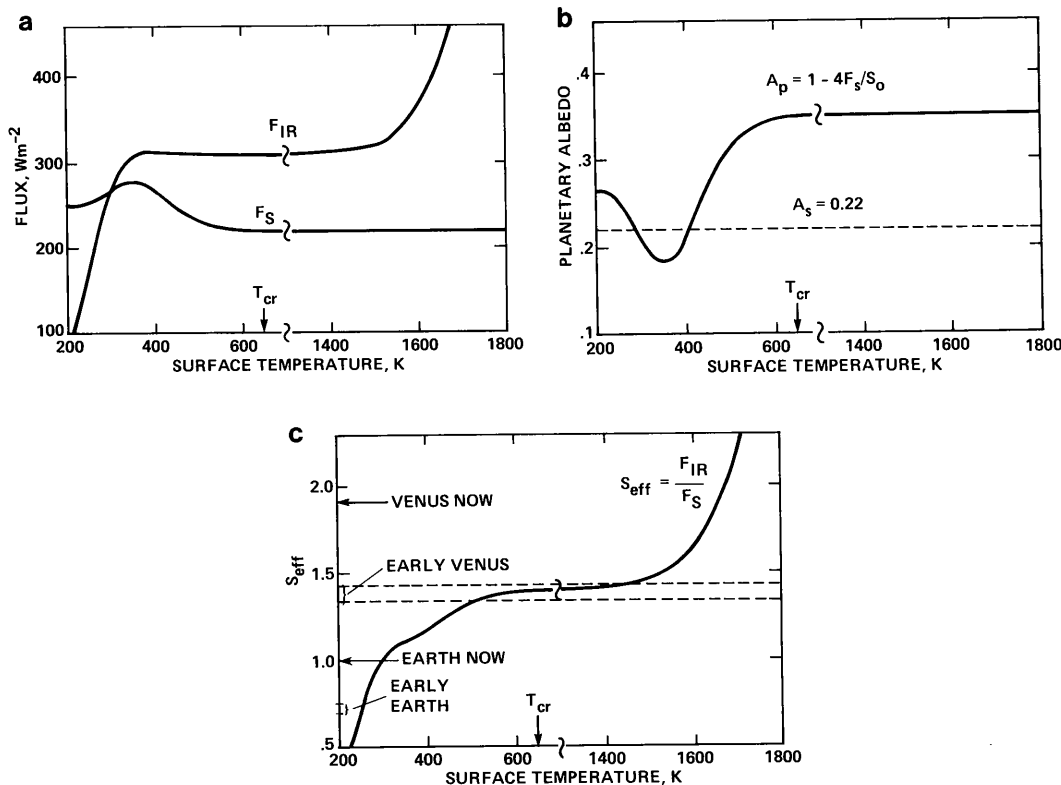 a
400
300
200
100
FLUX, Wm⁻²
F_IR
F_S
T_cr
200 400 600 1400 1600 1800
SURFACE TEMPERATURE, K
b
.4
.3
.2
.1
PLANETARY ALBEDO
A_p = 1 – 4F_s/S_o
A_s = 0.22
T_cr
200 400 600 1400 1600 1800
SURFACE TEMPERATURE, K
c
2.0
1.5
1.0
.5
S_eff
S_eff = F_IR / F_S
VENUS NOW
EARLY VENUS
EARTH NOW
EARLY
EARTH
T_cr
200 400 600 1400 1600 1800
SURFACE TEMPERATURE, K